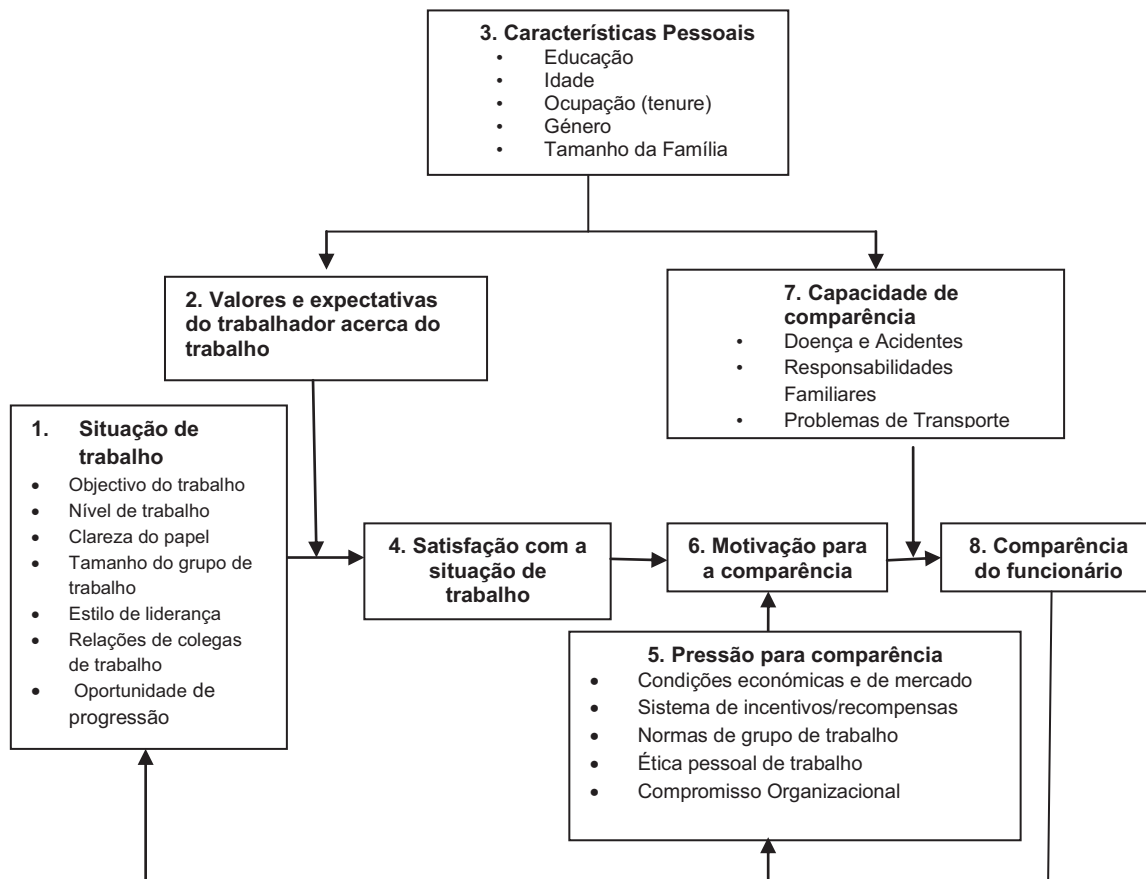 3. Características Pessoais
• Educação
• Idade
• Ocupação (tenure)
• Género
• Tamanho da Família
2. Valores e expectativas
do trabalhador acerca do
trabalho
7. Capacidade de
comparência
• Doença e Acidentes
• Responsabilidades
Familiares
• Problemas de Transporte
1. Situação de
trabalho
• Objectivo do trabalho
• Nível de trabalho
• Clareza do papel
• Tamanho do grupo de
trabalho
• Estilo de liderança
• Relações de colegas
de trabalho
• Oportunidade de
progressão
4. Satisfação com a
situação de
trabalho
6. Motivação para
a comparência
8. Comparência
do funcionário
5. Pressão para comparência
• Condições económicas e de mercado
• Sistema de incentivos/recompensas
• Normas de grupo de trabalho
• Ética pessoal de trabalho
• Compromisso Organizacional